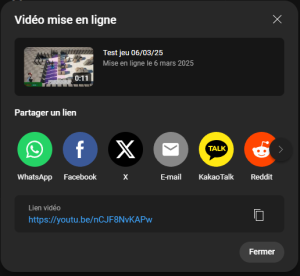 Vidéo mise en ligne
0:11
Test jeu 06/03/25
Mise en ligne le 6 mars 2025
Partager un lien
TALK
WhatsApp Facebook X E-mail KakaoTalk Reddit
Lien vidéo
https://youtu.be/nCJF8NvKAPw
Fermer